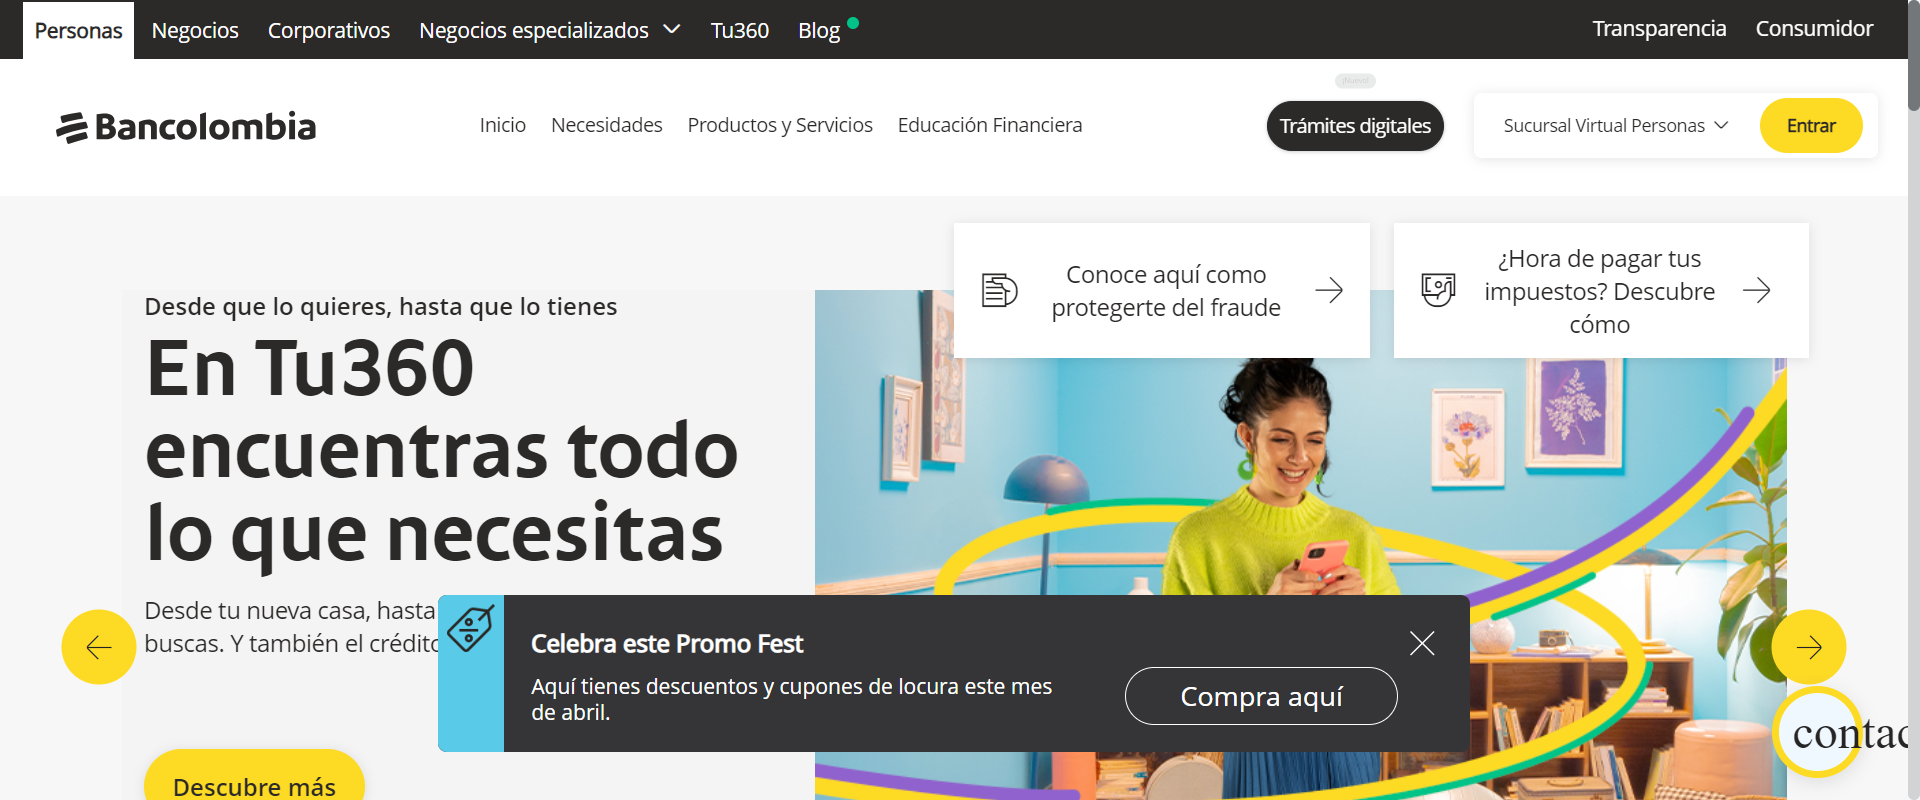 Personas
Negocios
Corporativos
Negocios especializados
Tu360
Blog
Transparencia
Consumidor
Bancolombia
Inicio
Necesidades
Productos y Servicios
Educación Financiera
Trámites digitales
Sucursal Virtual Personas
Entrar
Conoce aquí como
protegerte del fraude
¿Hora de pagar tus
impuestos? Descubre
cómo
Desde que lo quieres, hasta que lo tienes
En Tu360
encuentras todo
lo que necesitas
Desde tu nueva casa, hasta
buscas. Y también el crédito
Celebra este Promo Fest
Aquí tienes descuentos y cupones de locura este mes
de abril.
Compra aquí
Descubre más
contac